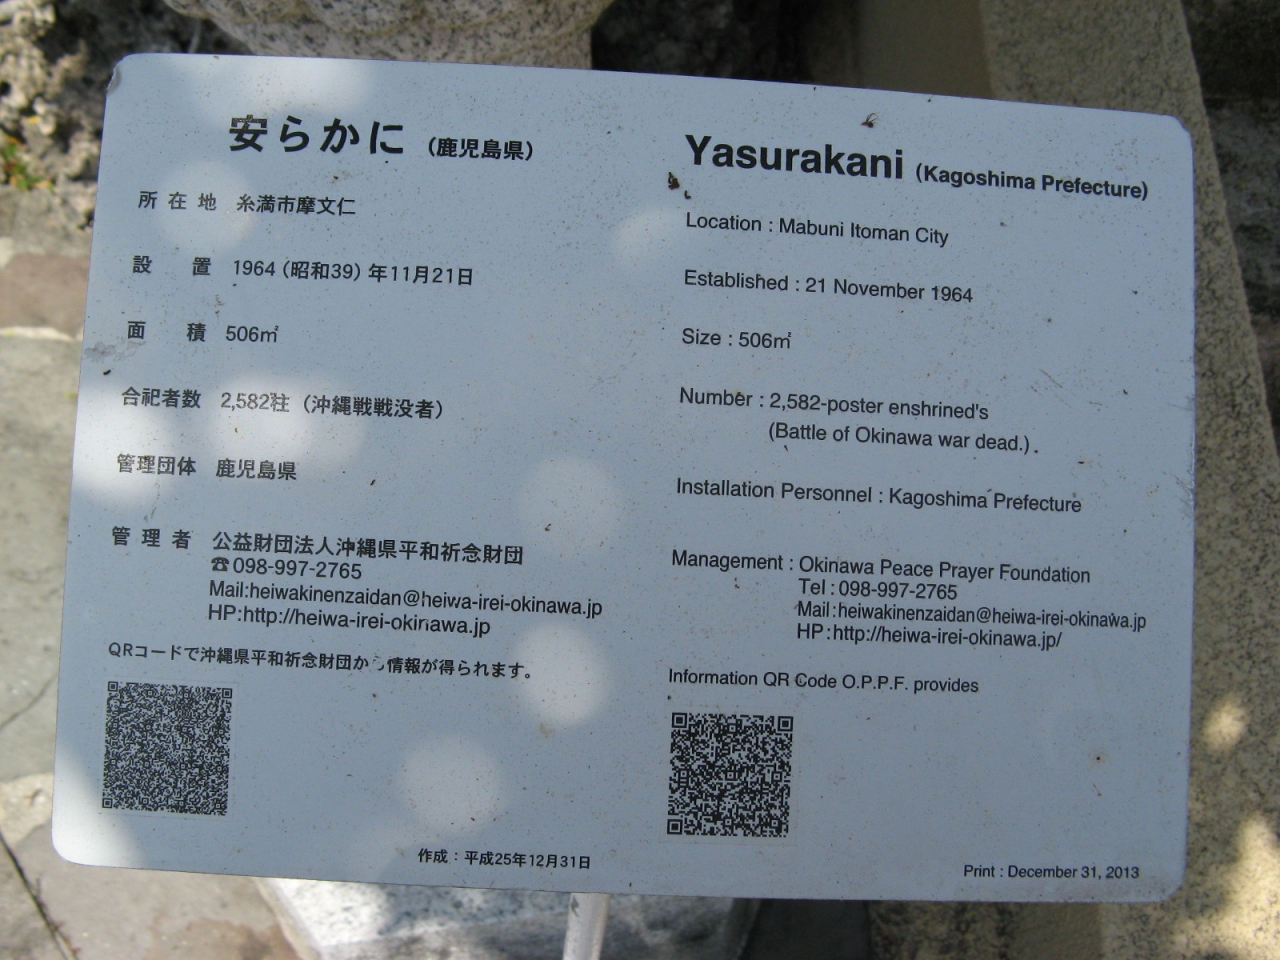 安らかに（鹿児島県）
所在地 糸満市摩文仁
設置 1964（昭和39）年11月21日
面積 506㎡
合祀者数 2,582柱（沖縄戦戦没者）
管理団体 鹿児島県
管理者 公益財団法人沖縄県平和祈念財団
☎098-997-2765
Mail:heiwakinenzaidan@heiwa-irei-okinawa.jp
HP:http://heiwa-irei-okinawa.jp
QRコードで沖縄県平和祈念財団から情報が得られます。
作成：平成25年12月31日
Yasurakani (Kagoshima Prefecture)
Location : Mabuni Itoman City
Established : 21 November 1964
Size : 506㎡
Number : 2,582-poster enshrined's
(Battle of Okinawa war dead.)
Installation Personnel : Kagoshima Prefecture
Management : Okinawa Peace Prayer Foundation
Tel : 098-997-2765
Mail : heiwakinenzaidan@heiwa-irei-okinawa.jp
HP : http://heiwa-irei-okinawa.jp/
Information QR Code O.P.P.F. provides
Print : December 31, 2013